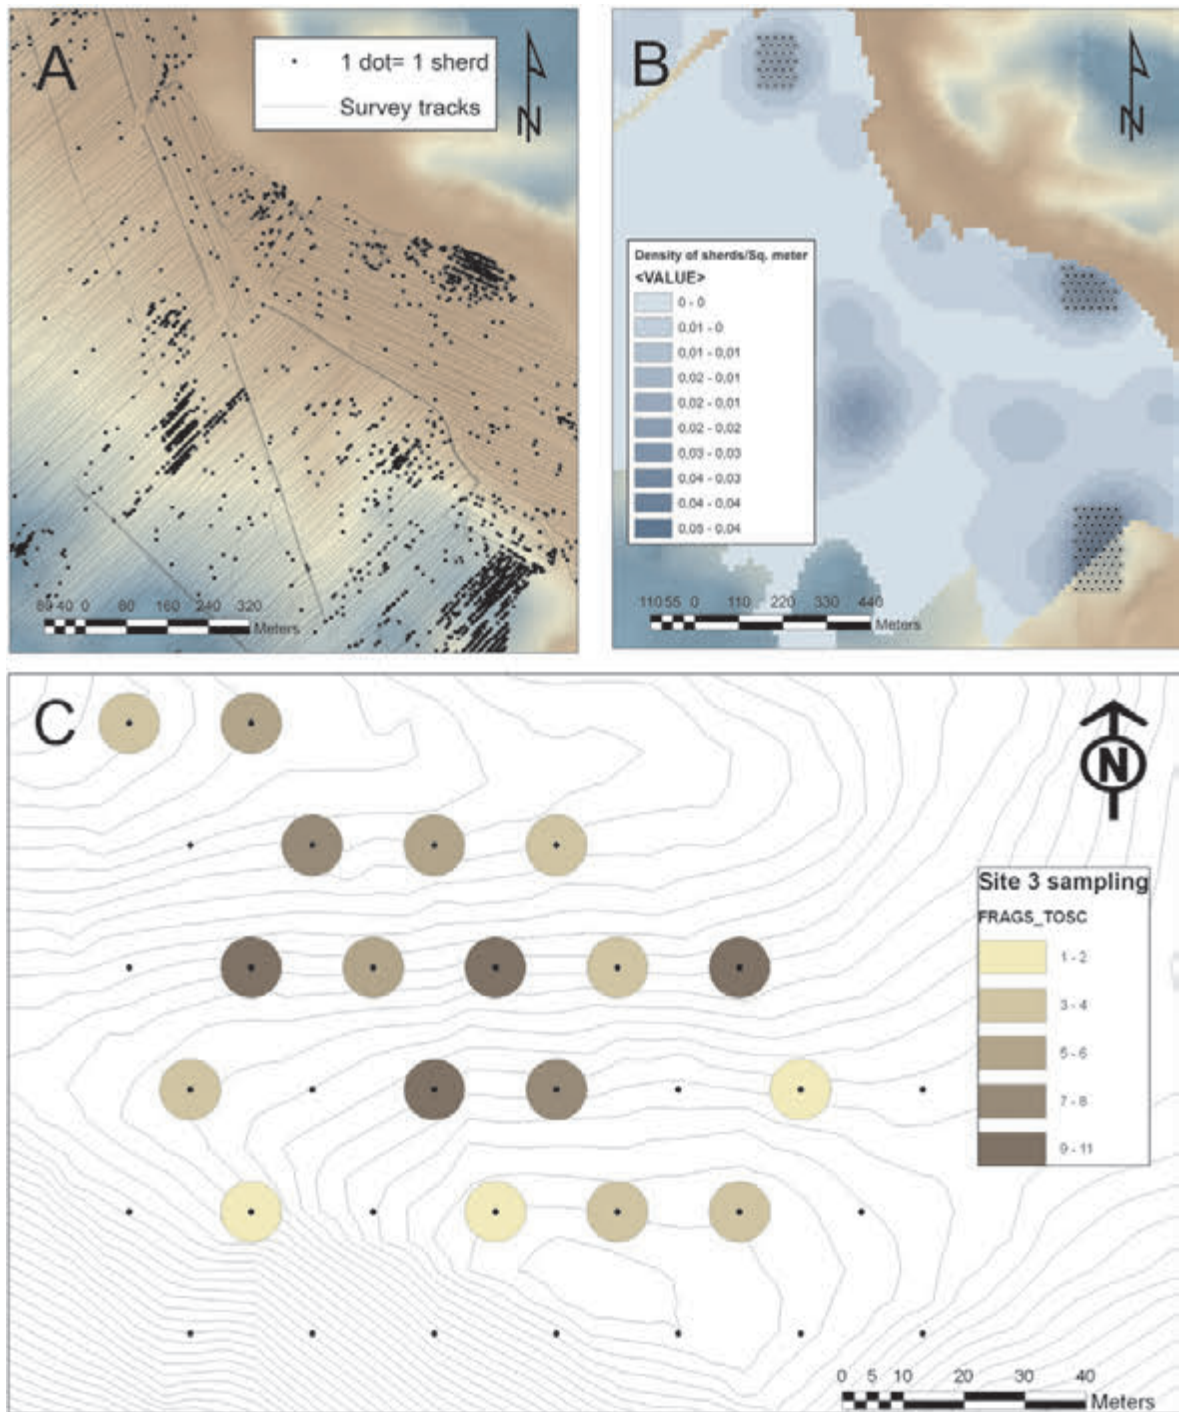 A
1 dot= 1 sherd
Survey tracks
N
80 40 0 80 160 240 320
Meters
B
N
Density of sherds/Sq. meter
<VALUE>
0 - 0
0,01 - 0
0,01 - 0,01
0,02 - 0,01
0,02 - 0,01
0,02 - 0,02
0,03 - 0,03
0,04 - 0,03
0,04 - 0,04
0,05 - 0,04
110 55 0 110 220 330 440
Meters
C
N
Site 3 sampling
FRAGS_TOSC
1 - 2
3 - 4
5 - 6
7 - 8
9 - 11
0 5 10 20 30 40
Meters